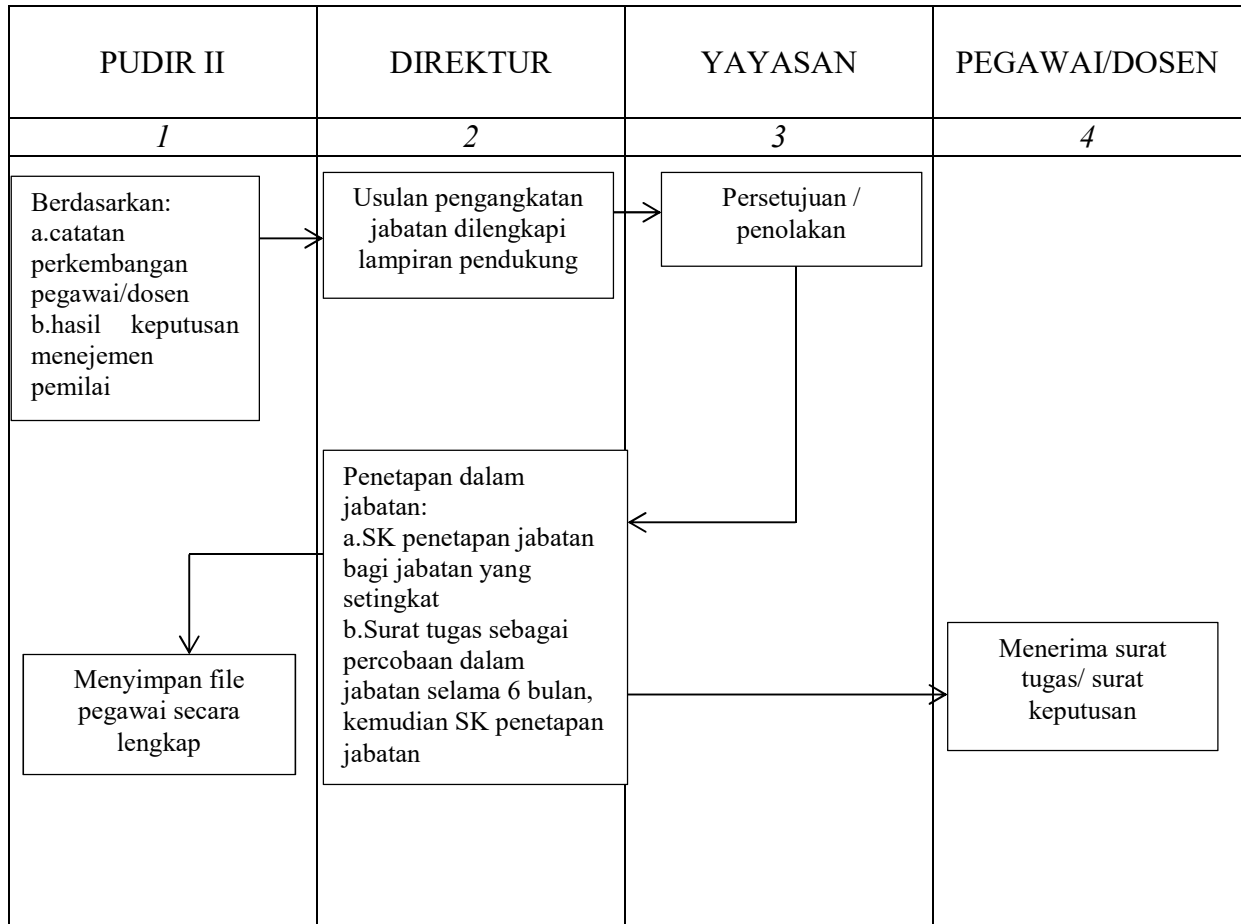 PUDIR II
DIREKTUR
YAYASAN
PEGAWAI/DOSEN
1
2
3
4
Berdasarkan:
a.catatan
perkembangan
pegawai/dosen
b.hasil keputusan
menejemen
pemilai
Usulan pengangkatan
jabatan dilengkapi
lampiran pendukung
Persetujuan /
penolakan
Penetapan dalam
jabatan:
a.SK penetapan jabatan
bagi jabatan yang
setingkat
b.Surat tugas sebagai
percobaan dalam
jabatan selama 6 bulan,
kemudian SK penetapan
jabatan
Menyimpan file
pegawai secara
lengkap
Menerima surat
tugas/ surat
keputusan